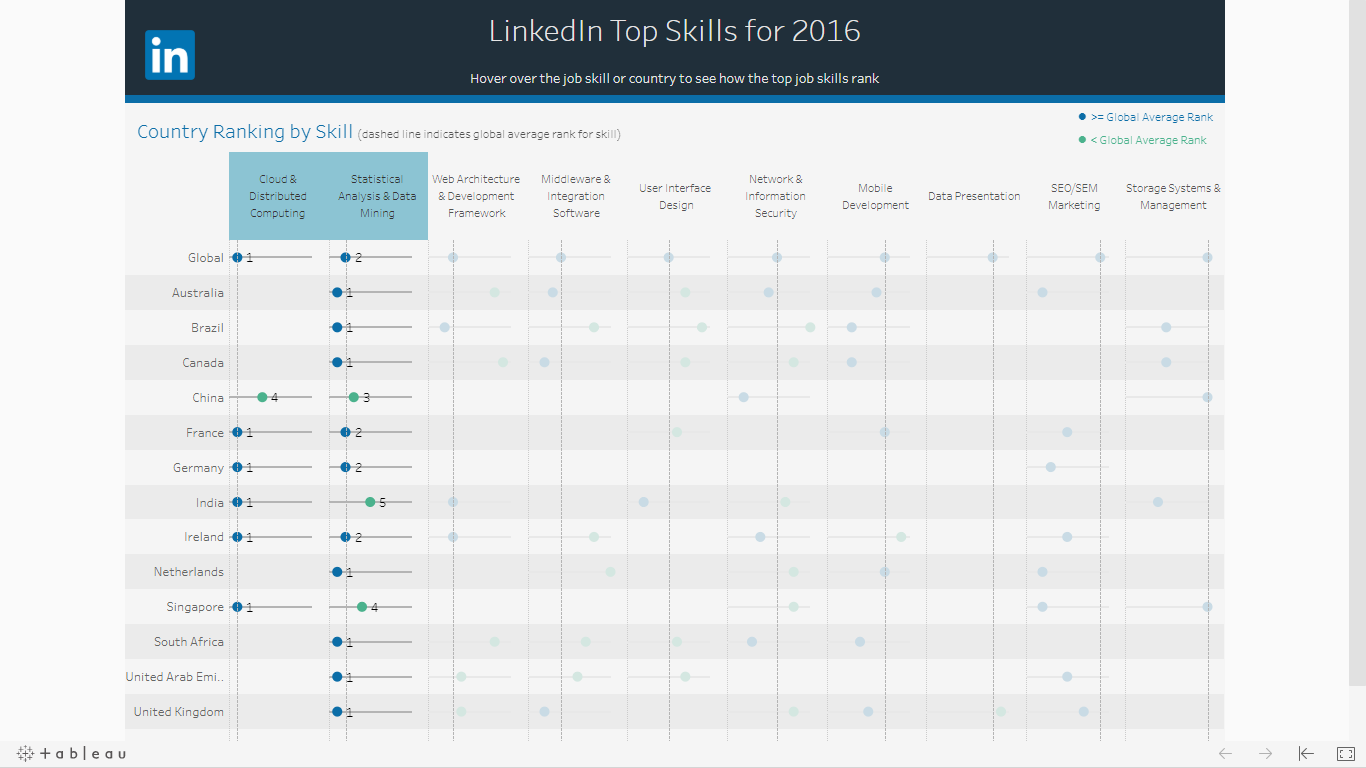 in
LinkedIn Top Skills for 2016
Hover over the job skill or country to see how the top job skills rank
>= Global Average Rank
Country Ranking by Skill (dashed line indicates global average rank for skill)
< Global Average Rank
Cloud &
Distributed
Computing
Statistical
Analysis & Data
Mining
Web Architecture
& Development
Framework
Middleware &
Integration
Software
User Interface
Design
Network &
Information
Security
Mobile
Development
Data Presentation
SEO/SEM
Marketing
Storage Systems &
Management
Global 1 2
Australia 1
Brazil 1
Canada 1
China 4 3
France 1 2
Germany 1 2
India 1 5
Ireland 1 2
Netherlands 1
Singapore 1 4
South Africa 1
United Arab Emi..
1
United Kingdom 1
+ableau